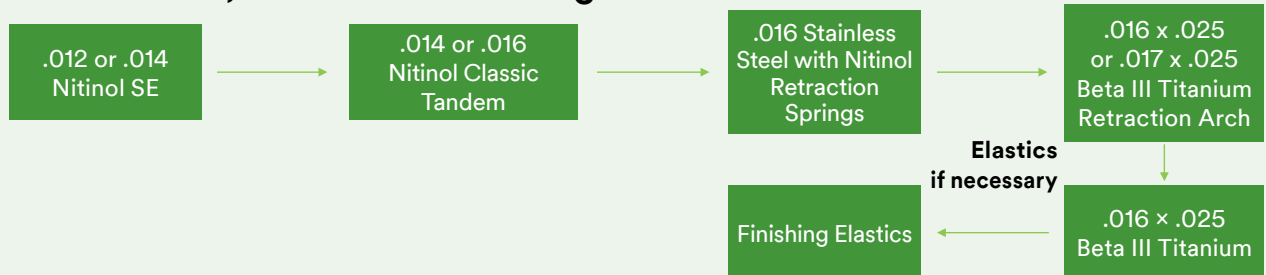 .012 or .014
Nitinol SE
.014 or .016
Nitinol Classic
Tandem
.016 Stainless
Steel with Nitinol
Retraction
Springs
.016 x .025
or .017 x .025
Beta III Titanium
Retraction Arch
Elastics
if necessary
.016 × .025
Beta III Titanium
Finishing Elastics